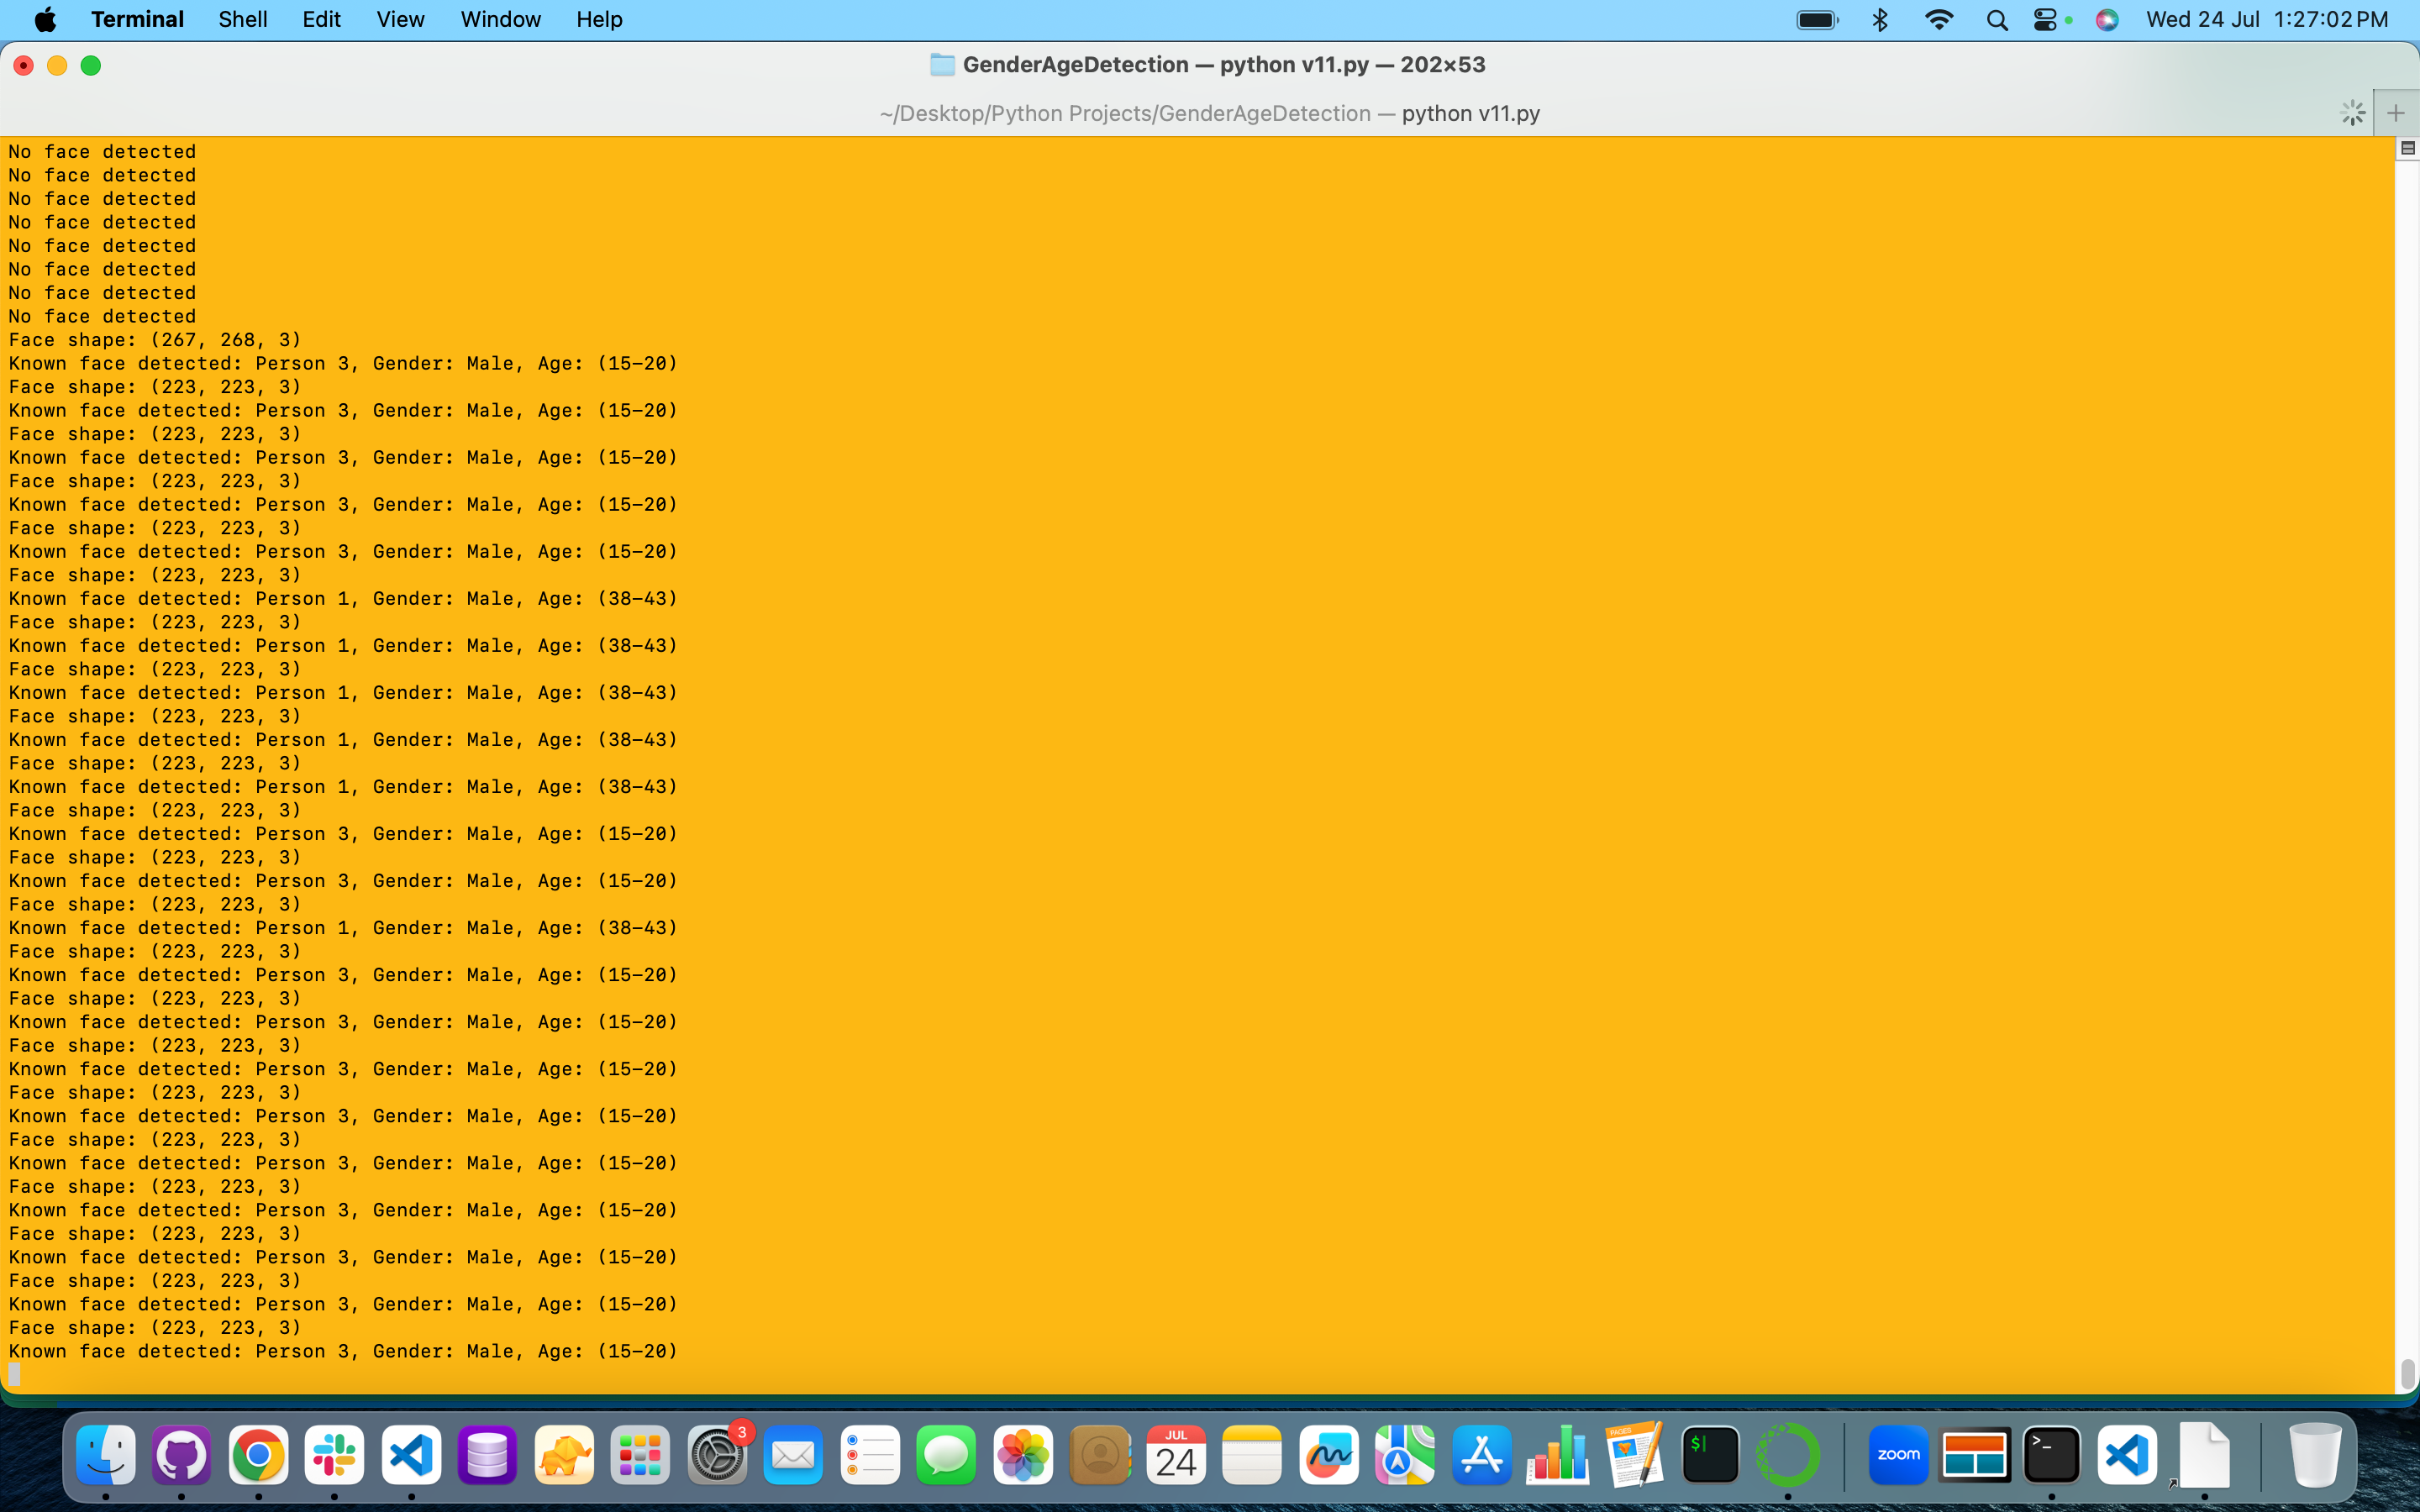 Terminal Shell Edit View Window Help Wed 24 Jul 1:27:02 PM
GenderAgeDetection — python v11.py — 202×53
~/Desktop/Python Projects/GenderAgeDetection — python v11.py
No face detected
No face detected
No face detected
No face detected
No face detected
No face detected
No face detected
No face detected
Face shape: (267, 268, 3)
Known face detected: Person 3, Gender: Male, Age: (15-20)
Face shape: (223, 223, 3)
Known face detected: Person 3, Gender: Male, Age: (15-20)
Face shape: (223, 223, 3)
Known face detected: Person 3, Gender: Male, Age: (15-20)
Face shape: (223, 223, 3)
Known face detected: Person 3, Gender: Male, Age: (15-20)
Face shape: (223, 223, 3)
Known face detected: Person 3, Gender: Male, Age: (15-20)
Face shape: (223, 223, 3)
Known face detected: Person 1, Gender: Male, Age: (38-43)
Face shape: (223, 223, 3)
Known face detected: Person 1, Gender: Male, Age: (38-43)
Face shape: (223, 223, 3)
Known face detected: Person 1, Gender: Male, Age: (38-43)
Face shape: (223, 223, 3)
Known face detected: Person 1, Gender: Male, Age: (38-43)
Face shape: (223, 223, 3)
Known face detected: Person 1, Gender: Male, Age: (38-43)
Face shape: (223, 223, 3)
Known face detected: Person 3, Gender: Male, Age: (15-20)
Face shape: (223, 223, 3)
Known face detected: Person 3, Gender: Male, Age: (15-20)
Face shape: (223, 223, 3)
Known face detected: Person 1, Gender: Male, Age: (38-43)
Face shape: (223, 223, 3)
Known face detected: Person 3, Gender: Male, Age: (15-20)
Face shape: (223, 223, 3)
Known face detected: Person 3, Gender: Male, Age: (15-20)
Face shape: (223, 223, 3)
Known face detected: Person 3, Gender: Male, Age: (15-20)
Face shape: (223, 223, 3)
Known face detected: Person 3, Gender: Male, Age: (15-20)
Face shape: (223, 223, 3)
Known face detected: Person 3, Gender: Male, Age: (15-20)
Face shape: (223, 223, 3)
Known face detected: Person 3, Gender: Male, Age: (15-20)
Face shape: (223, 223, 3)
Known face detected: Person 3, Gender: Male, Age: (15-20)
Face shape: (223, 223, 3)
Known face detected: Person 3, Gender: Male, Age: (15-20)
Face shape: (223, 223, 3)
Known face detected: Person 3, Gender: Male, Age: (15-20)
3
JUL
24
PAGES
$
zoom
>_